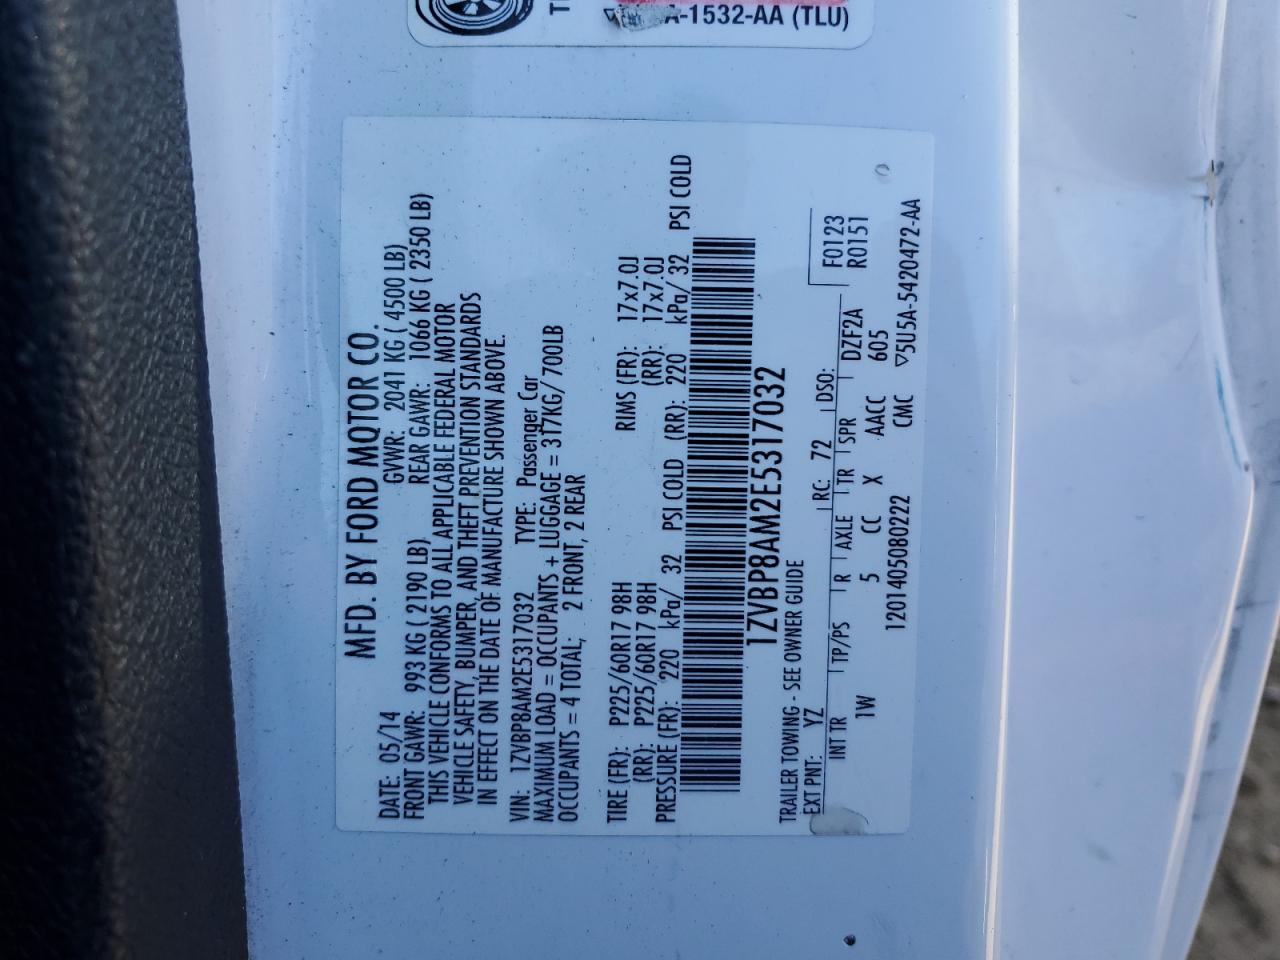 A-1532-AA (TLU)
MFD. BY FORD MOTOR CO.
DATE: 05/14 GVWR: 2041 KG ( 4500 LB)
FRONT GAWR: 993 KG ( 2190 LB) REAR GAWR: 1066 KG ( 2350 LB)
THIS VEHICLE CONFORMS TO ALL APPLICABLE FEDERAL MOTOR
VEHICLE SAFETY, BUMPER, AND THEFT PREVENTION STANDARDS
IN EFFECT ON THE DATE OF MANUFACTURE SHOWN ABOVE.
VIN: 1ZVBP8AM2E5317032 TYPE: Passenger Car
MAXIMUM LOAD = OCCUPANTS + LUGGAGE = 317KG/700LB
OCCUPANTS = 4 TOTAL, 2 FRONT, 2 REAR
TIRE (FR): P225/60R17 98H RIMS (FR): 17x7.0J
(RR): P225/60R17 98H (RR): 17x7.0J
PRESSURE (FR): 220 kPa/ 32 PSI COLD (RR): 220 kPa/ 32 PSI COLD
1ZVBP8AM2E5317032
TRAILER TOWING - SEE OWNER GUIDE
EXT PNT: YZ RC: 72 DSO: F0123
INT TR TP/PS R AXLE TR SPR DZF2A R0151
1W 5 CC X AACC 605
1201405080222 CMC ▽5U5A-5420472-AA